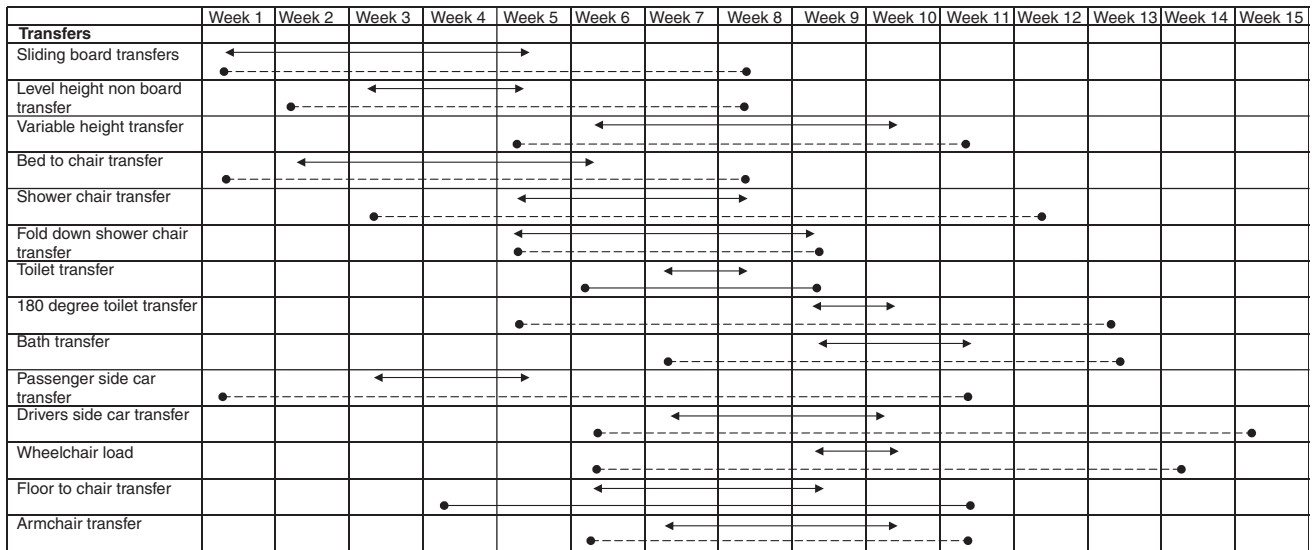 Week 1 Week 2 Week 3 Week 4 Week 5 Week 6 Week 7 Week 8 Week 9 Week 10 Week 11 Week 12 Week 13 Week 14 Week 15
Transfers
Sliding board transfers
Level height non board
transfer
Variable height transfer
Bed to chair transfer
Shower chair transfer
Fold down shower chair
transfer
Toilet transfer
180 degree toilet transfer
Bath transfer
Passenger side car
transfer
Drivers side car transfer
Wheelchair load
Floor to chair transfer
Armchair transfer